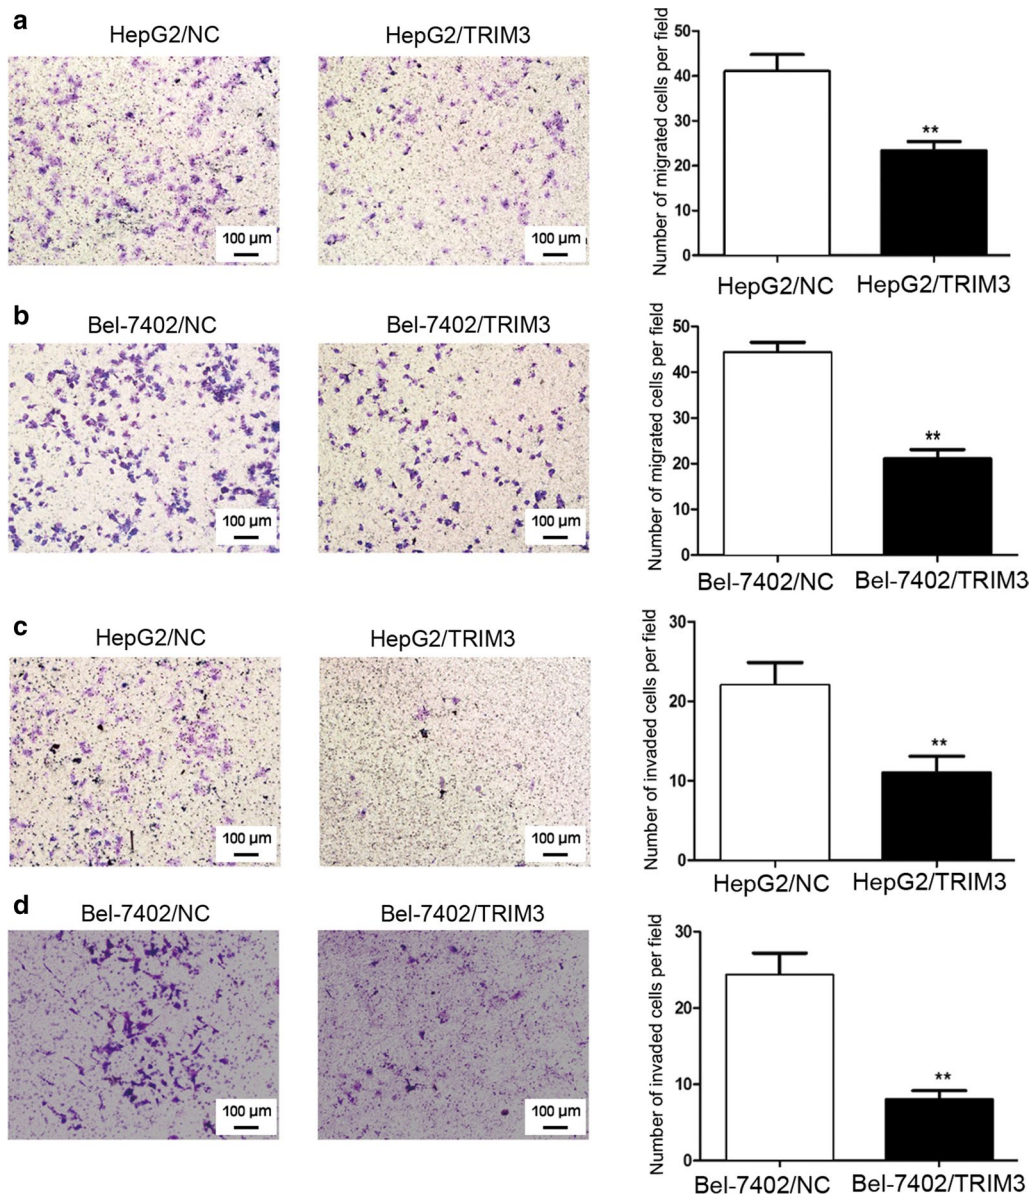 a
HepG2/NC
HepG2/TRIM3
100 µm
100 µm
Number of migrated cells per field
50
40
30
20
10
0
**
HepG2/NC
HepG2/TRIM3
b
Bel-7402/NC
Bel-7402/TRIM3
100 µm
100 µm
Number of migrated cells per field
50
40
30
20
10
0
**
Bel-7402/NC
Bel-7402/TRIM3
c
HepG2/NC
HepG2/TRIM3
100 µm
100 µm
Number of invaded cells per field
30
20
10
0
**
HepG2/NC
HepG2/TRIM3
d
Bel-7402/NC
Bel-7402/TRIM3
100 µm
100 µm
Number of invaded cells per field
30
20
10
0
**
Bel-7402/NC
Bel-7402/TRIM3